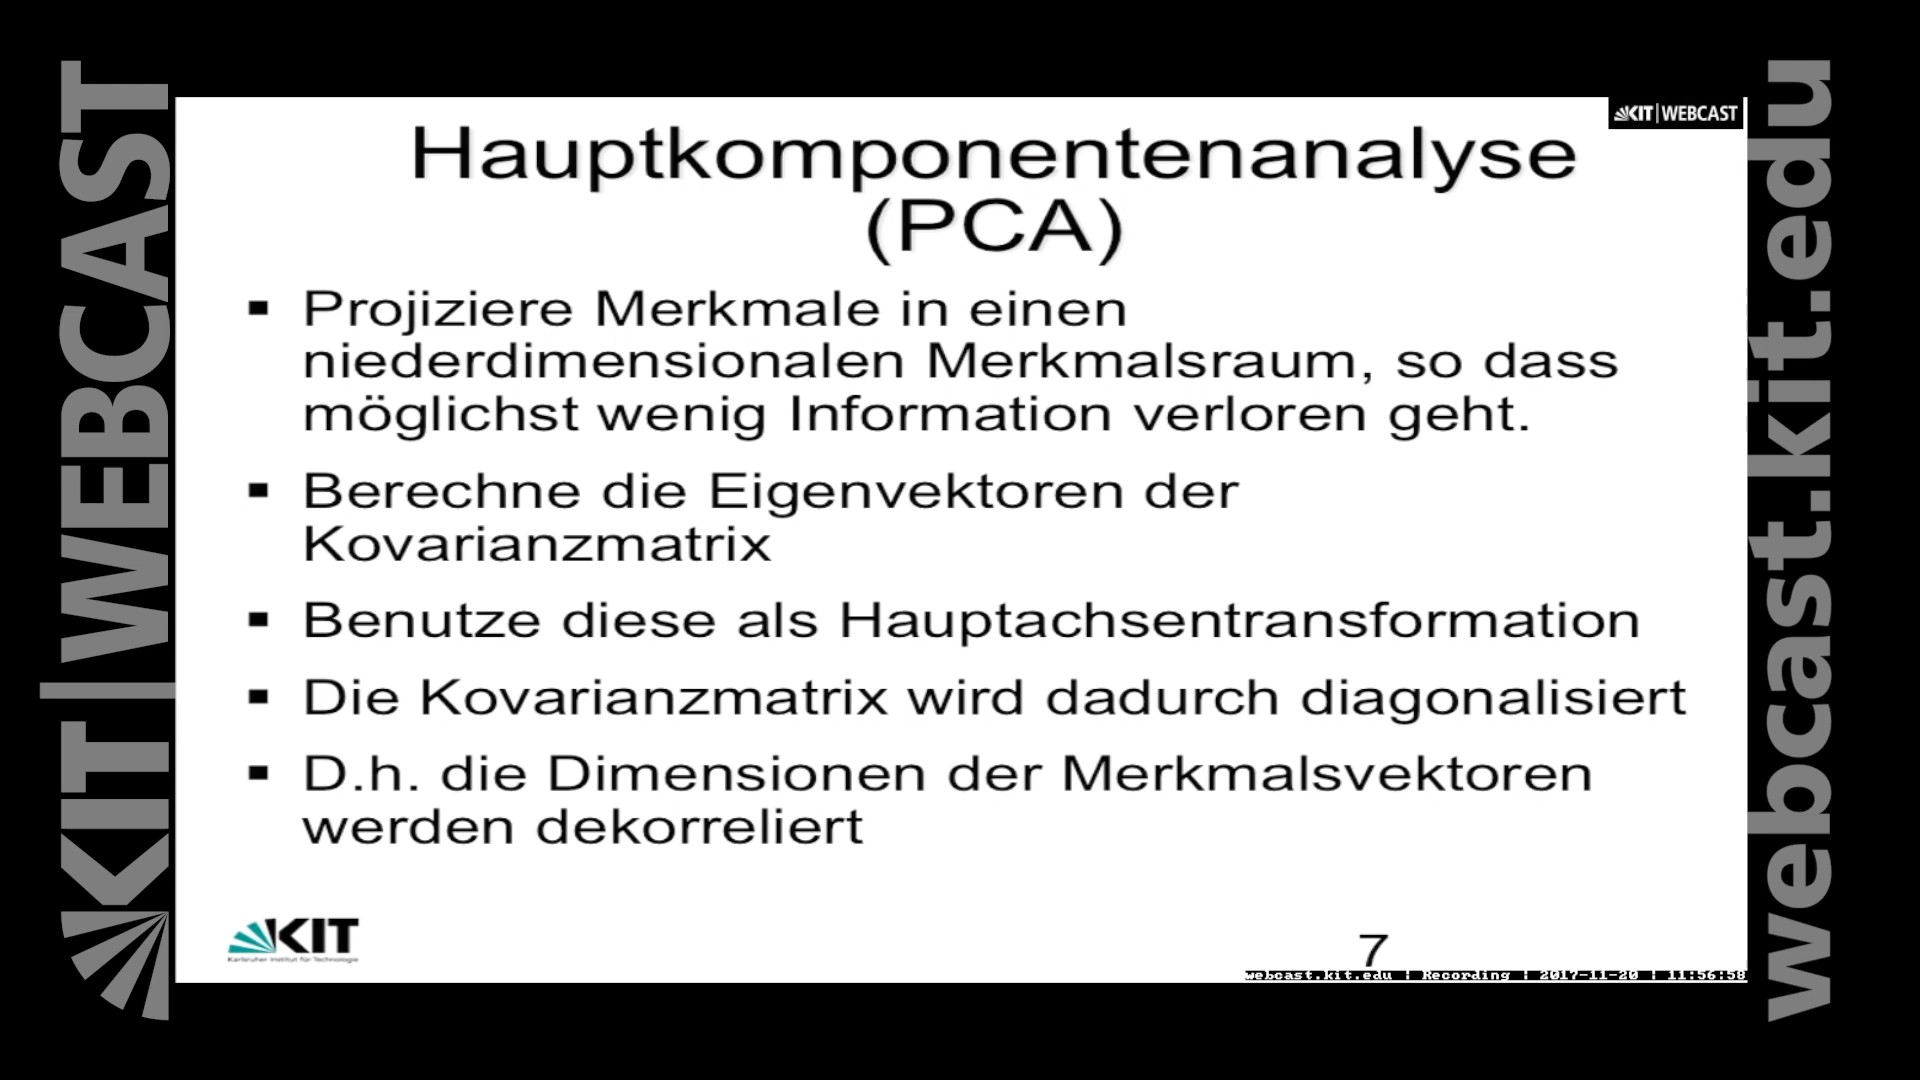 KIT|WEBCAST
KIT|WEBCAST
Hauptkomponentenanalyse
(PCA)
▪ Projiziere Merkmale in einen
niederdimensionalen Merkmalsraum, so dass
möglichst wenig Information verloren geht.
▪ Berechne die Eigenvektoren der
Kovarianzmatrix
▪ Benutze diese als Hauptachsentransformation
▪ Die Kovarianzmatrix wird dadurch diagonalisiert
▪ D.h. die Dimensionen der Merkmalsvektoren
werden dekorreliert
KIT
Karlsruher Institut für Technologie
7
webcast.kit.edu | Recording | 2017-11-20 | 11:56:58
webcast.kit.edu